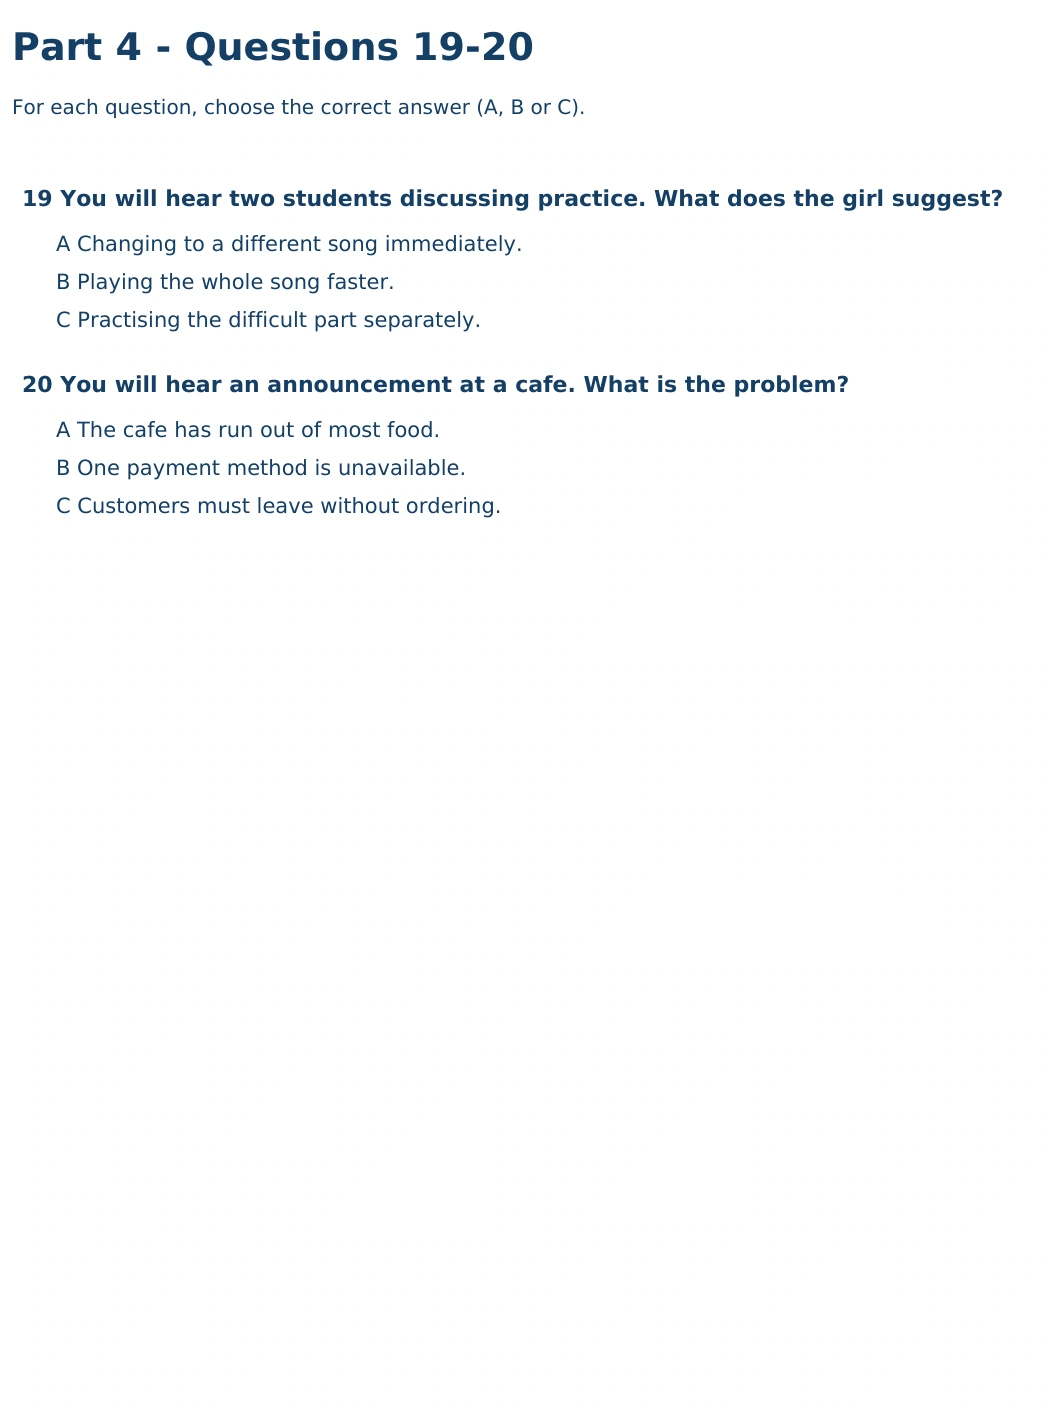 Part 4 - Questions 19-20
For each question, choose the correct answer (A, B or C).
19 You will hear two students discussing practice. What does the girl suggest?
A Changing to a different song immediately.
B Playing the whole song faster.
C Practising the difficult part separately.
20 You will hear an announcement at a cafe. What is the problem?
A The cafe has run out of most food.
B One payment method is unavailable.
C Customers must leave without ordering.